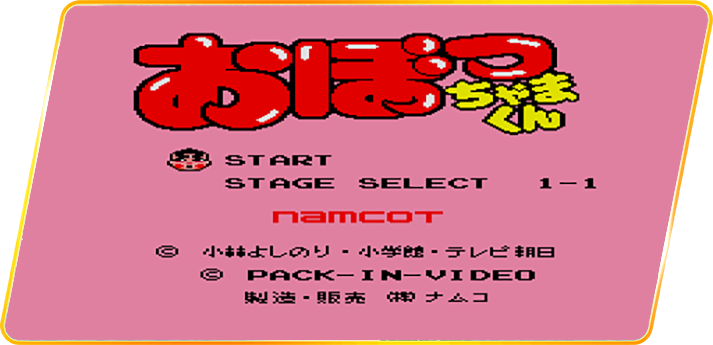 おぼっ
ちゃま
くん
START
STAGE SELECT 1-1
namcot
© 小林よしのり・小学館・テレビ朝日
© PACK-IN-VIDEO
製造・販売 ㈱ナムコ